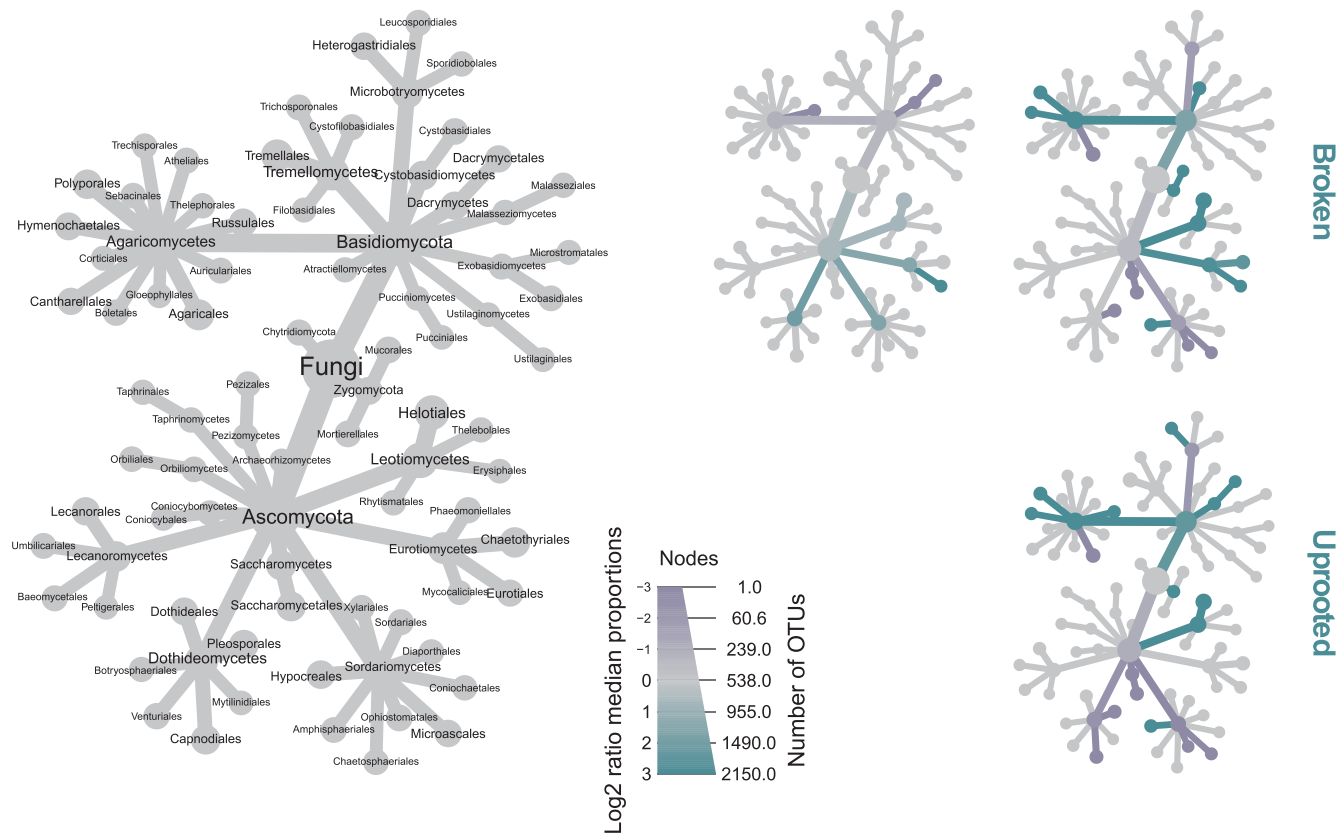 Leucosporidiales
Heterogastridiales
Sporidiobolales
Microbotryomycetes
Trichosporonales
Cystofilobasidiales
Cystobasidiales
Trechisporales
Atheliales
Tremellales
Dacrymycetales
Tremellomycetes
Cystobasidiomycetes
Polyporales
Sebacinales
Malasseziales
Thelephorales
Dacrymycetes
Filobasidiales
Malasseziomycetes
Hymenochaetales
Russulales
Agaricomycetes
Basidiomycota
Microstromatales
Corticiales
Auriculariales
Atractiellomycetes
Exobasidiomycetes
Cantharellales
Gloeophyllales
Boletales
Agaricales
Pucciniomycetes
Exobasidiales
Ustilaginomycetes
Chytridiomycota
Pucciniales
Mucorales
Ustilaginales
Fungi
Zygomycota
Taphrinales
Pezizales
Helotiales
Taphrinomycetes
Pezizomycetes
Mortierellales
Thelebolales
Orbiliales
Orbiliomycetes
Archaeorhizomycetes
Leotiomycetes
Erysiphales
Rhytismatales
Lecanorales
Coniocybomycetes
Coniocybales
Ascomycota
Phaeomoniellales
Umbilicariales
Lecanoromycetes
Eurotiomycetes
Chaetothyriales
Saccharomycetes
Baeomycetales
Peltigerales
Mycocaliciales
Eurotiales
Dothideales
Saccharomycetales
Xylariales
Sordariales
Pleosporales
Dothideomycetes
Diaporthales
Botryosphaeriales
Hypocreales
Sordariomycetes
Coniochaetales
Mytilinidiales
Venturiales
Ophiostomatales
Amphisphaeriales
Microascales
Capnodiales
Chaetosphaeriales
Broken
Uprooted
Nodes
Log2 ratio median proportions
Number of OTUs
−3 1.0
−2 60.6
−1 239.0
0 538.0
1 955.0
2 1490.0
3 2150.0